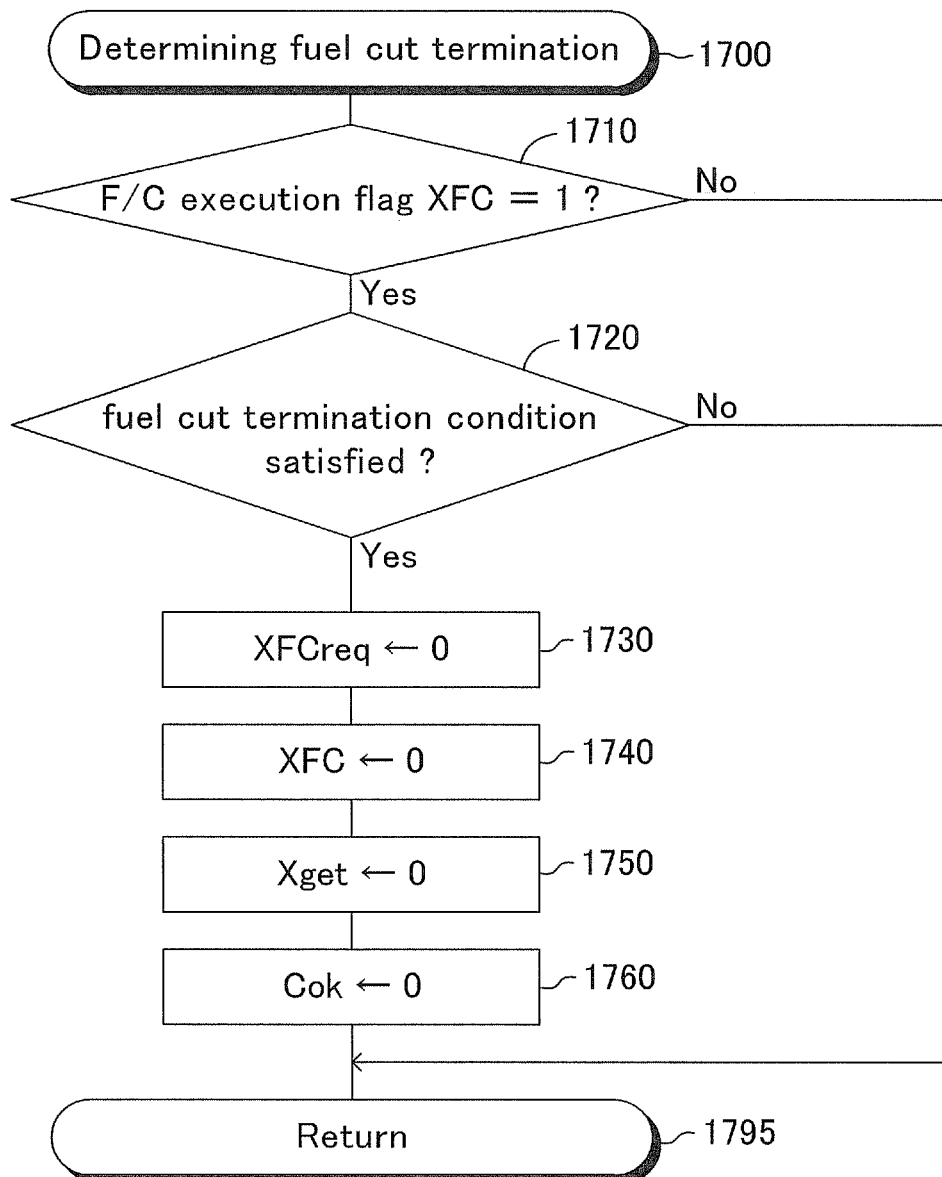 Determining fuel cut termination
1700
1710
F/C execution flag XFC = 1 ?
No
Yes
1720
fuel cut termination condition
satisfied ?
No
Yes
XFCreq ← 0
1730
XFC ← 0
1740
Xget ← 0
1750
Cok ← 0
1760
Return
1795